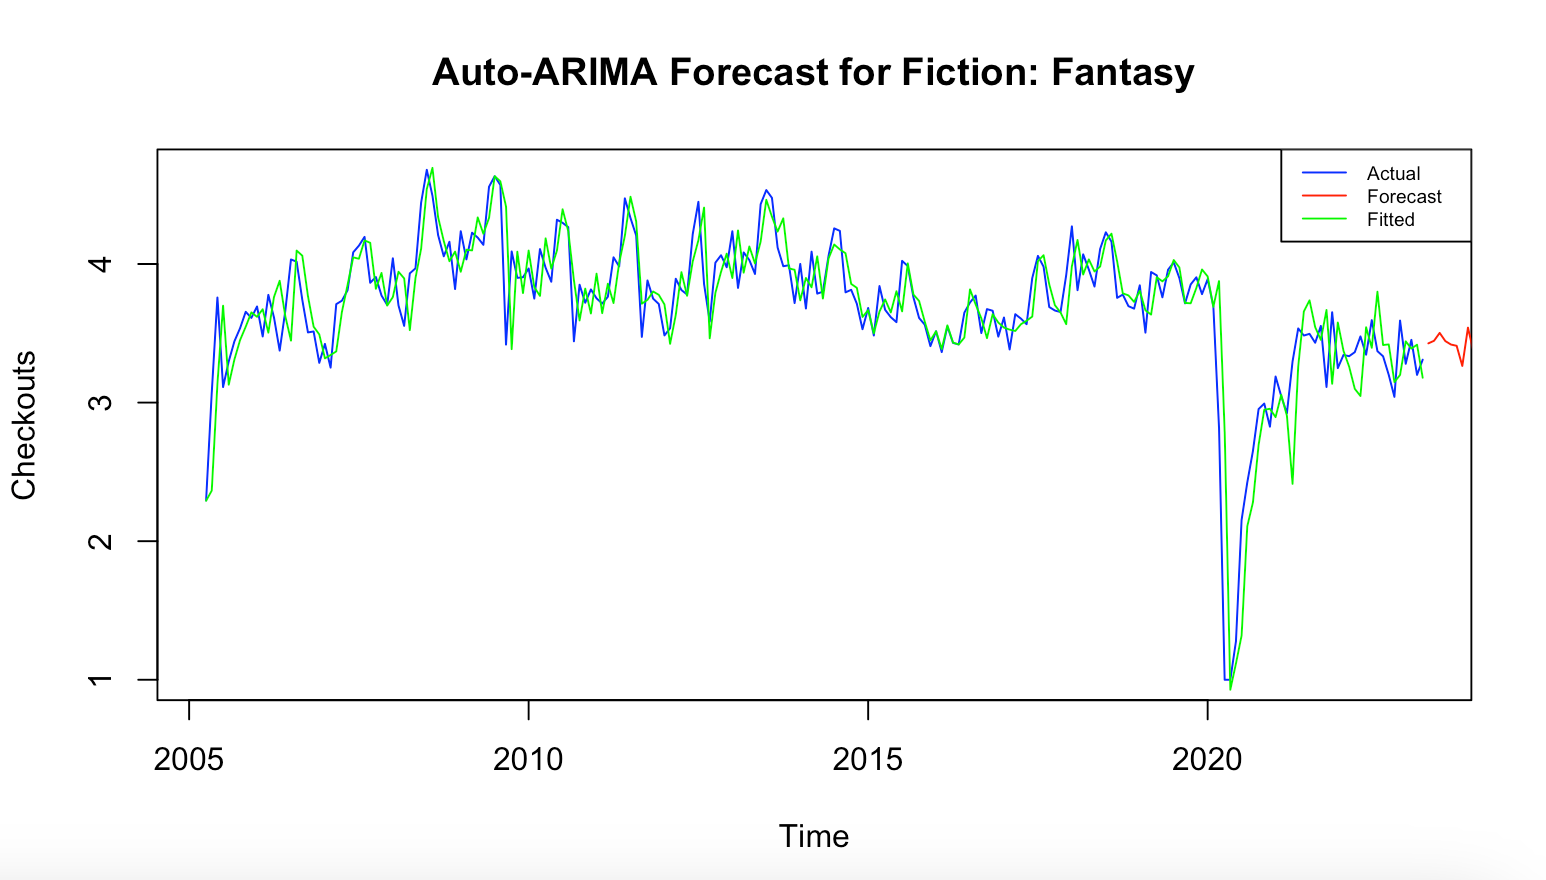 Auto-ARIMA Forecast for Fiction: Fantasy
Actual
Forecast
Fitted
Checkouts
4
3
2
1
2005 2010 2015 2020
Time